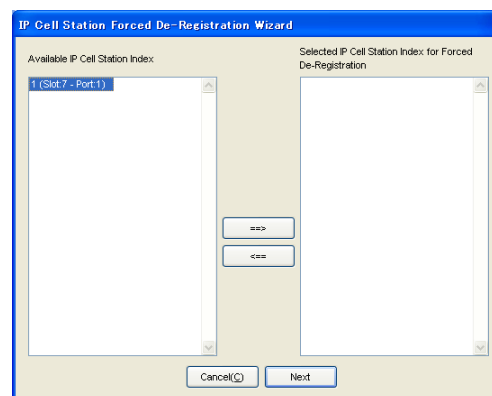 IP Cell Station Forced De-Registration Wizard
Available IP Cell Station Index
Selected IP Cell Station Index for Forced
De-Registration
1 (Slot:7 - Port:1)
==>
<==
Cancel(C)
Next